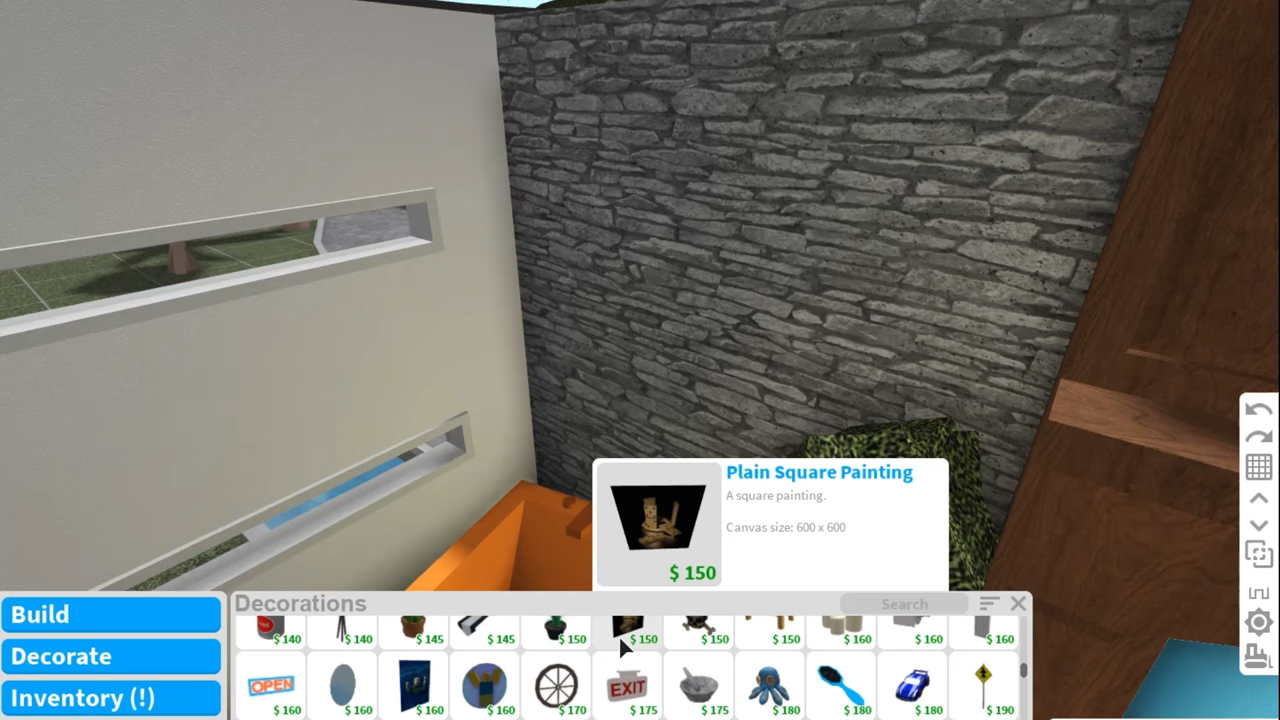 Plain Square Painting
A square painting.
Canvas size: 600 x 600
$ 150
Build
Decorate
Inventory (!)
Decorations
Search
$ 140
$ 140
$ 145
$ 145
$ 150
$ 150
$ 150
$ 150
$ 160
$ 160
$ 160
OPEN
EXIT
$ 160
$ 160
$ 160
$ 160
$ 170
$ 175
$ 175
$ 180
$ 180
$ 180
$ 190